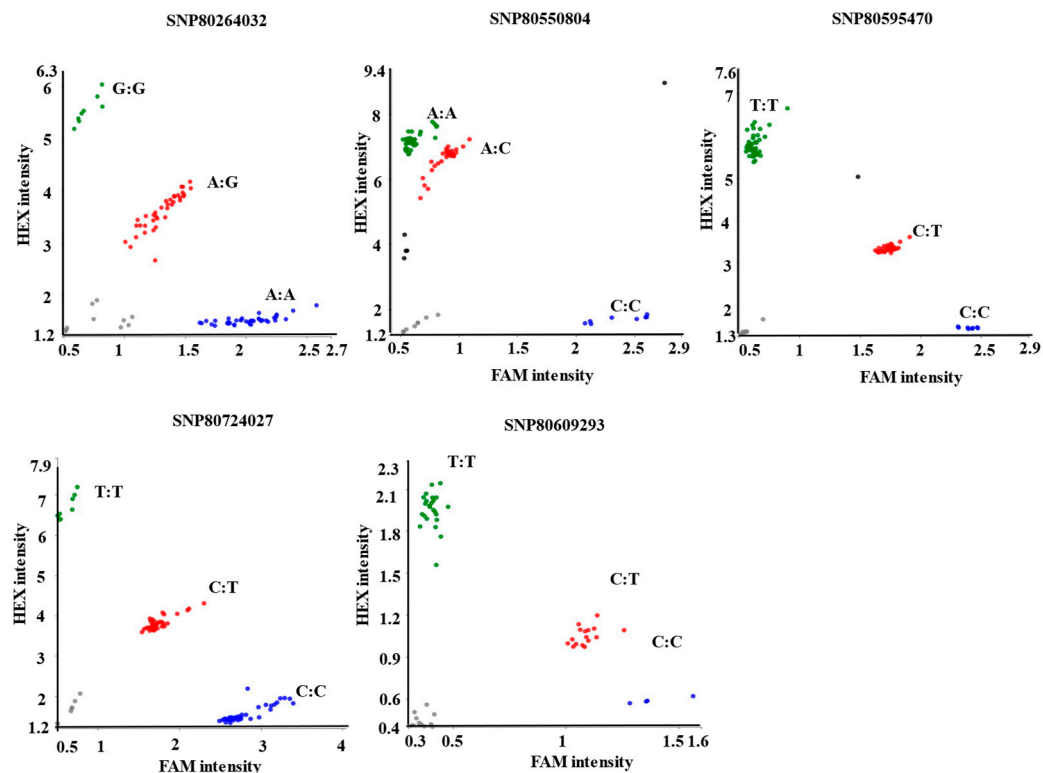 SNP80264032
6.3
6
5
4
3
2
1.2
0.5
1
1.5
2
2.5
2.7
HEX intensity
FAM intensity
G:G
A:G
A:A
SNP80550804
9.4
8
6
4
2
1.2
0.5
1
1.5
2
2.5
2.9
HEX intensity
FAM intensity
A:A
A:C
C:C
SNP80595470
7.6
7
5
4
3
2
1.3
0.5
1
1.5
2
2.5
2.9
HEX intensity
FAM intensity
T:T
C:T
C:C
SNP80724027
7.9
7
6
5
4
3
2
1.2
0.5
1
2
3
4
HEX intensity
FAM intensity
T:T
C:T
C:C
SNP80609293
2.3
2.1
1.8
1.5
1.2
0.9
0.6
0.4
0.3
0.5
1
1.5
1.6
HEX intensity
FAM intensity
T:T
C:T
C:C